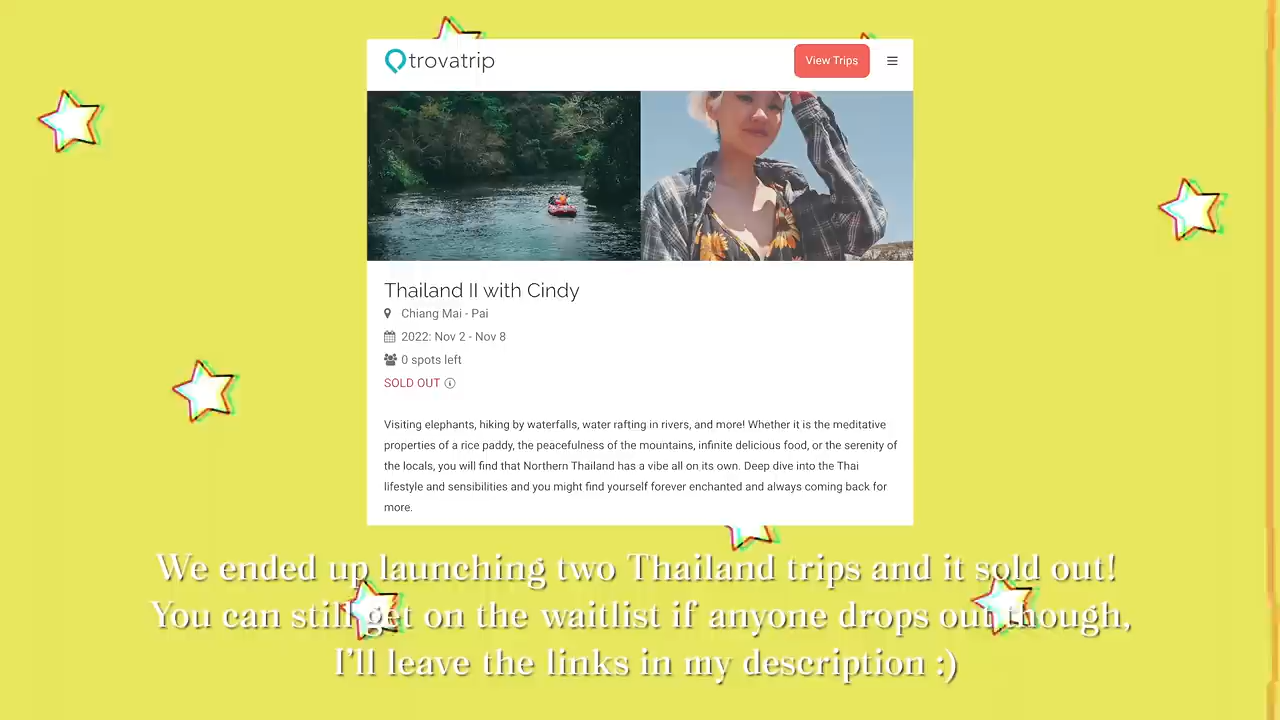 trovatrip
View Trips
Thailand II with Cindy
Chiang Mai - Pai
2022: Nov 2 - Nov 8
0 spots left
SOLD OUT
Visiting elephants, hiking by waterfalls, water rafting in rivers, and more! Whether it is the meditative
properties of a rice paddy, the peacefulness of the mountains, infinite delicious food, or the serenity of
the locals, you will find that Northern Thailand has a vibe all on its own. Deep dive into the Thai
lifestyle and sensibilities and you might find yourself forever enchanted and always coming back for
more.
We ended up launching two Thailand trips and it sold out!
You can still get on the waitlist if anyone drops out though,
I'll leave the links in my description :)